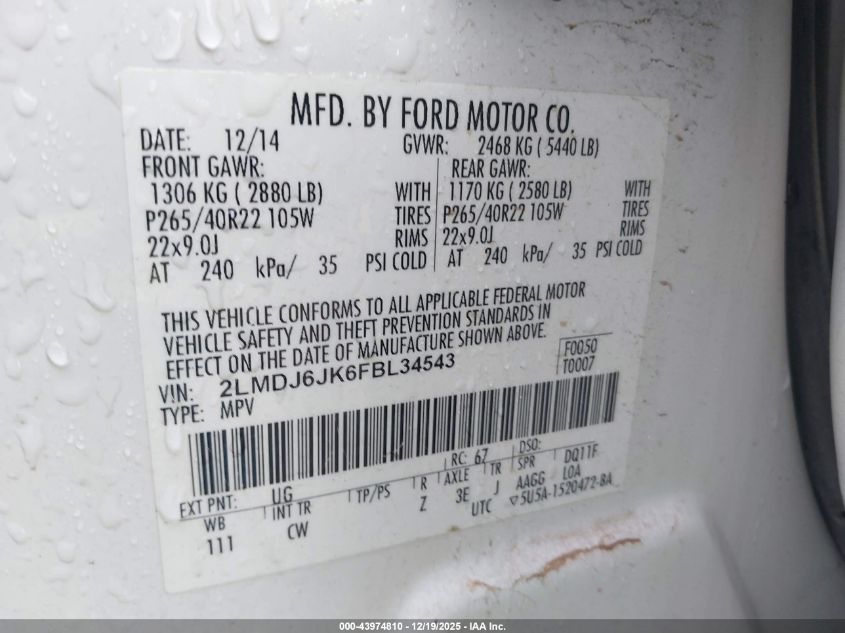 MFD. BY FORD MOTOR CO.
DATE: 12/14 GVWR: 2468 KG ( 5440 LB)
FRONT GAWR: REAR GAWR:
1306 KG ( 2880 LB) WITH 1170 KG ( 2580 LB) WITH
P265/40R22 105W TIRES P265/40R22 105W TIRES
22x9.0J RIMS 22x9.0J RIMS
AT 240 kPa/ 35 PSI COLD AT 240 kPa/ 35 PSI COLD
THIS VEHICLE CONFORMS TO ALL APPLICABLE FEDERAL MOTOR
VEHICLE SAFETY AND THEFT PREVENTION STANDARDS IN
EFFECT ON THE DATE OF MANUFACTURE SHOWN ABOVE.
F0050
VIN: 2LMDJ6JK6FBL34543 T0007
TYPE: MPV
EXT PNT: UG RC: 67 DSO:
WB INT TR TP/PS R AXLE TR SPR DQ11F
111 CW Z 3E J AAGG LOA
UTC ▽5U5A-1520472-BA
000-43974810 - 12/19/2025 - IAA Inc.